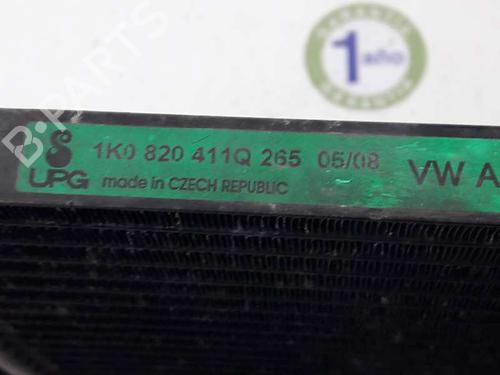 1
año
1K0 820 411Q 265 05/08 VW A
UPG made in CZECH REPUBLIC
B-PARTS